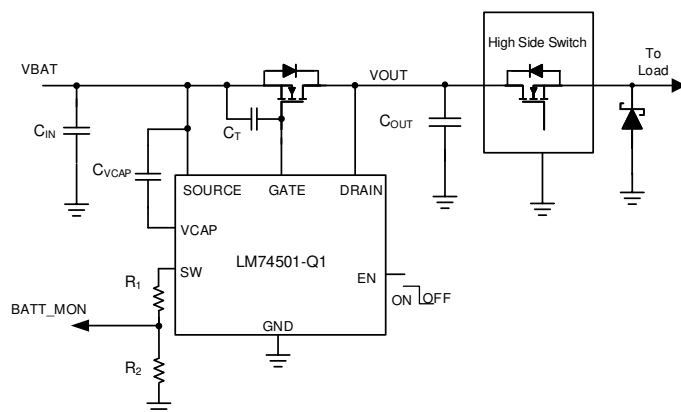 High Side Switch
To
Load
VBAT
VOUT
CIN
CT
COUT
CVCAP
SOURCE
GATE
DRAIN
VCAP
LM74501-Q1
SW
EN
R1
ON
OFF
BATT_MON
GND
R2